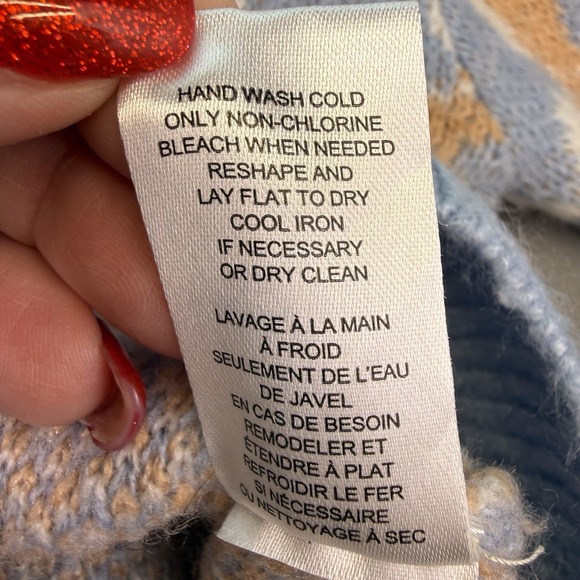 HAND WASH COLD
ONLY NON-CHLORINE
BLEACH WHEN NEEDED
RESHAPE AND
LAY FLAT TO DRY
COOL IRON
IF NECESSARY
OR DRY CLEAN
LAVAGE À LA MAIN
À FROID
SEULEMENT DE L'EAU
DE JAVEL
EN CAS DE BESOIN
REMODELER ET
ÉTENDRE À PLAT
REFROIDIR LE FER
SI NÉCESSAIRE
OU NETTOYAGE À SEC